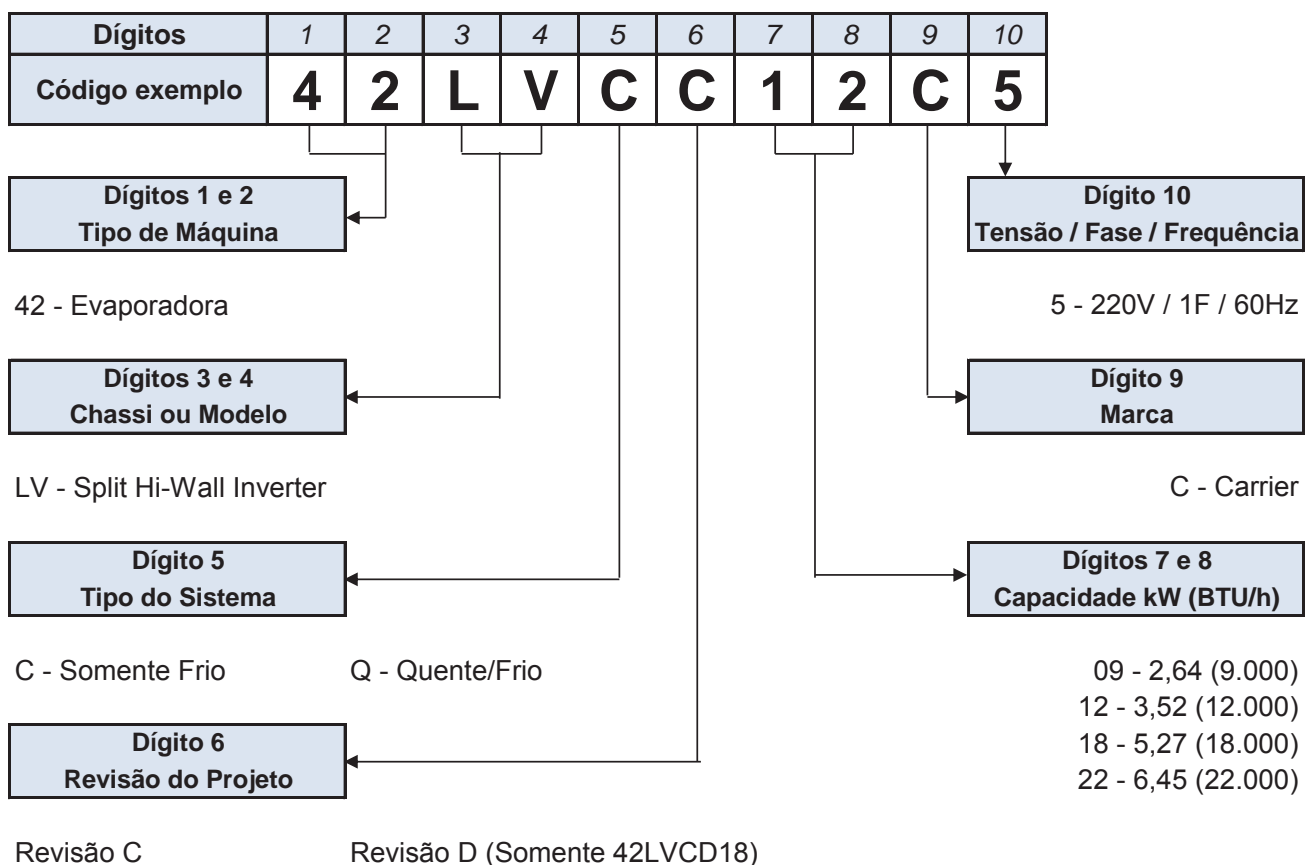 Dígitos 1 2 3 4 5 6 7 8 9 10
Código exemplo 4 2 L V C C 1 2 C 5
Dígitos 1 e 2
Tipo de Máquina
Dígito 10
Tensão / Fase / Frequência
42 - Evaporadora
5 - 220V / 1F / 60Hz
Dígitos 3 e 4
Chassi ou Modelo
Dígito 9
Marca
LV - Split Hi-Wall Inverter
C - Carrier
Dígito 5
Tipo do Sistema
Dígitos 7 e 8
Capacidade kW (BTU/h)
C - Somente Frio Q - Quente/Frio
09 - 2,64 (9.000)
12 - 3,52 (12.000)
18 - 5,27 (18.000)
22 - 6,45 (22.000)
Dígito 6
Revisão do Projeto
Revisão C Revisão D (Somente 42LVCD18)